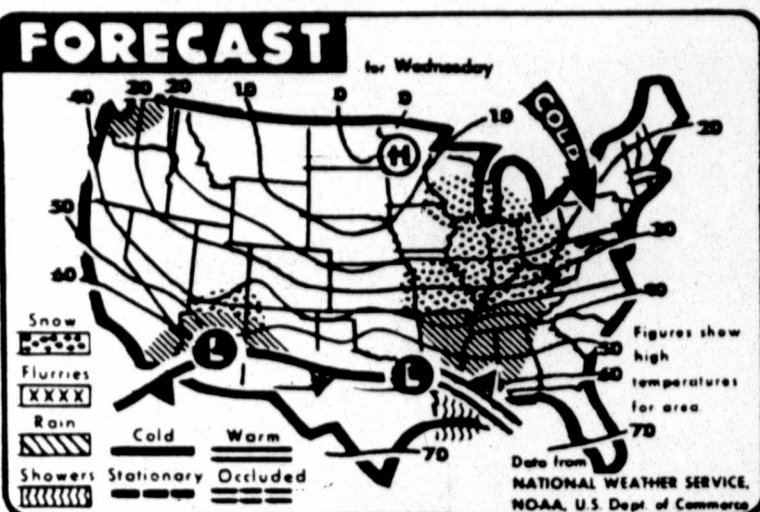 FORECAST
for Wednesday
40 30 20 10 0 0 10
H
COLD
20
50
30
60
40
Snow
Figures show
50
high
L
L
Flurries
60
temperatures
for area.
Rain
Cold Warm
70
70
Showers Stationary Occluded
Data from
NATIONAL WEATHER SERVICE,
NOAA, U.S. Dept. of Commerce